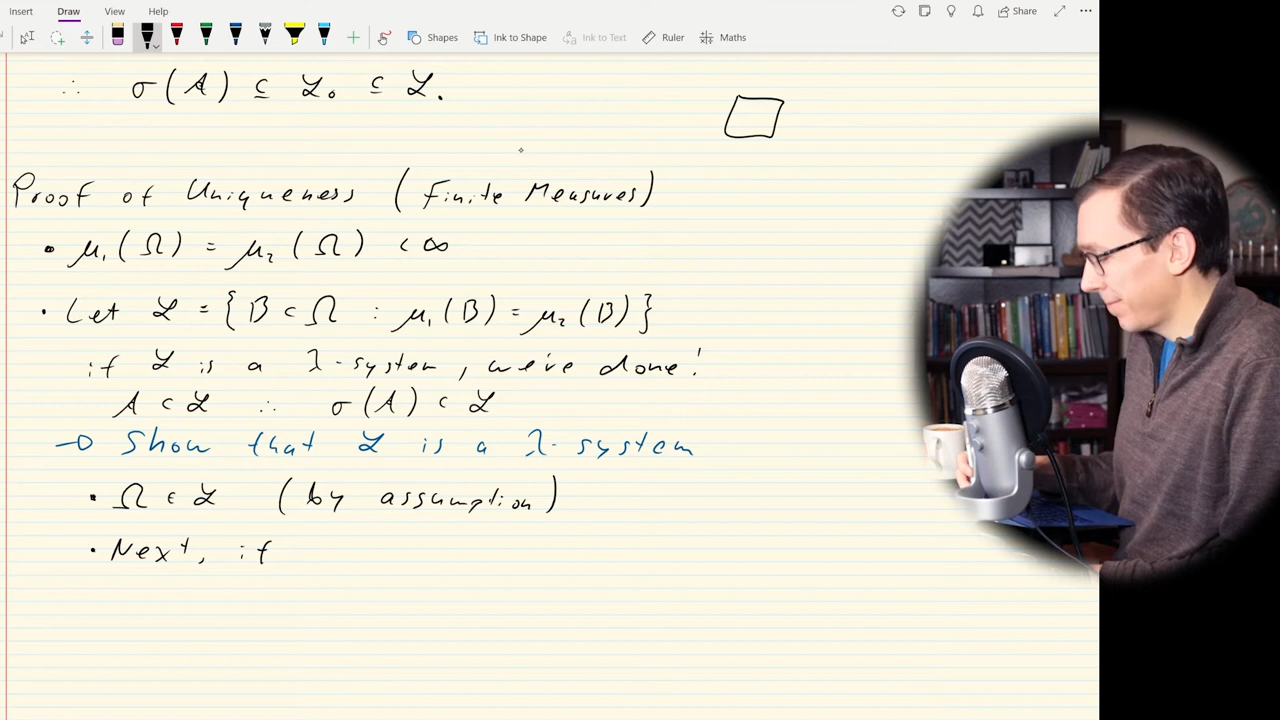 Insert Draw View Help Share
Shapes Ink to Shape Ink to Text Ruler Maths
∴ σ(A) ⊆ ℒ₀ ⊆ ℒ.
Proof of Uniqueness (Finite Measures)
• μ₁(Ω) = μ₂(Ω) < ∞
• Let ℒ = {B ⊂ Ω : μ₁(B) = μ₂(B)}
if ℒ is a λ-system, we've done!
A ⊂ ℒ ∴ σ(A) ⊂ ℒ
→ Show that ℒ is a λ-system
• Ω ∈ ℒ (by assumption)
• Next, if